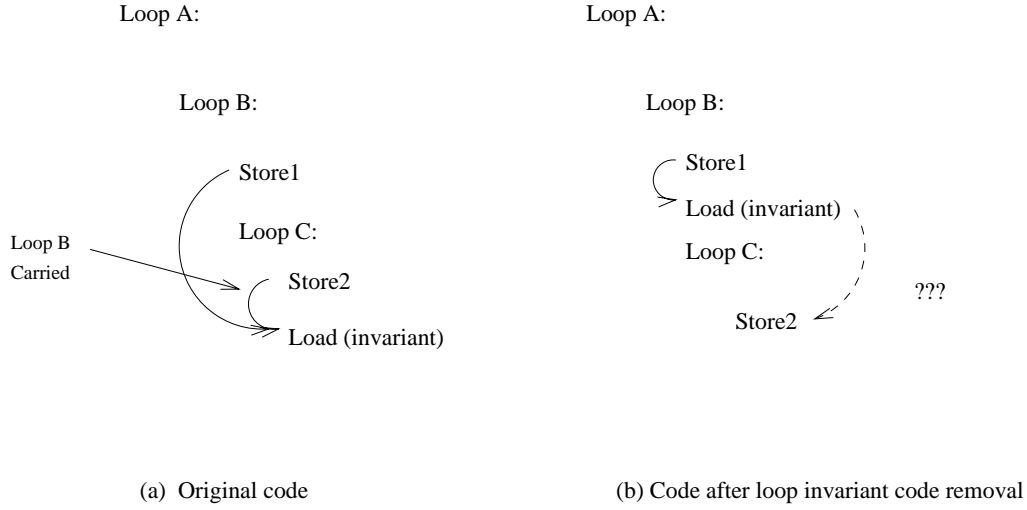 Loop A:
Loop B:
Store1
Loop C:
Loop B
Carried
Store2
Load (invariant)
(a) Original code
Loop A:
Loop B:
Store1
Load (invariant)
Loop C:
???
Store2
(b) Code after loop invariant code removal